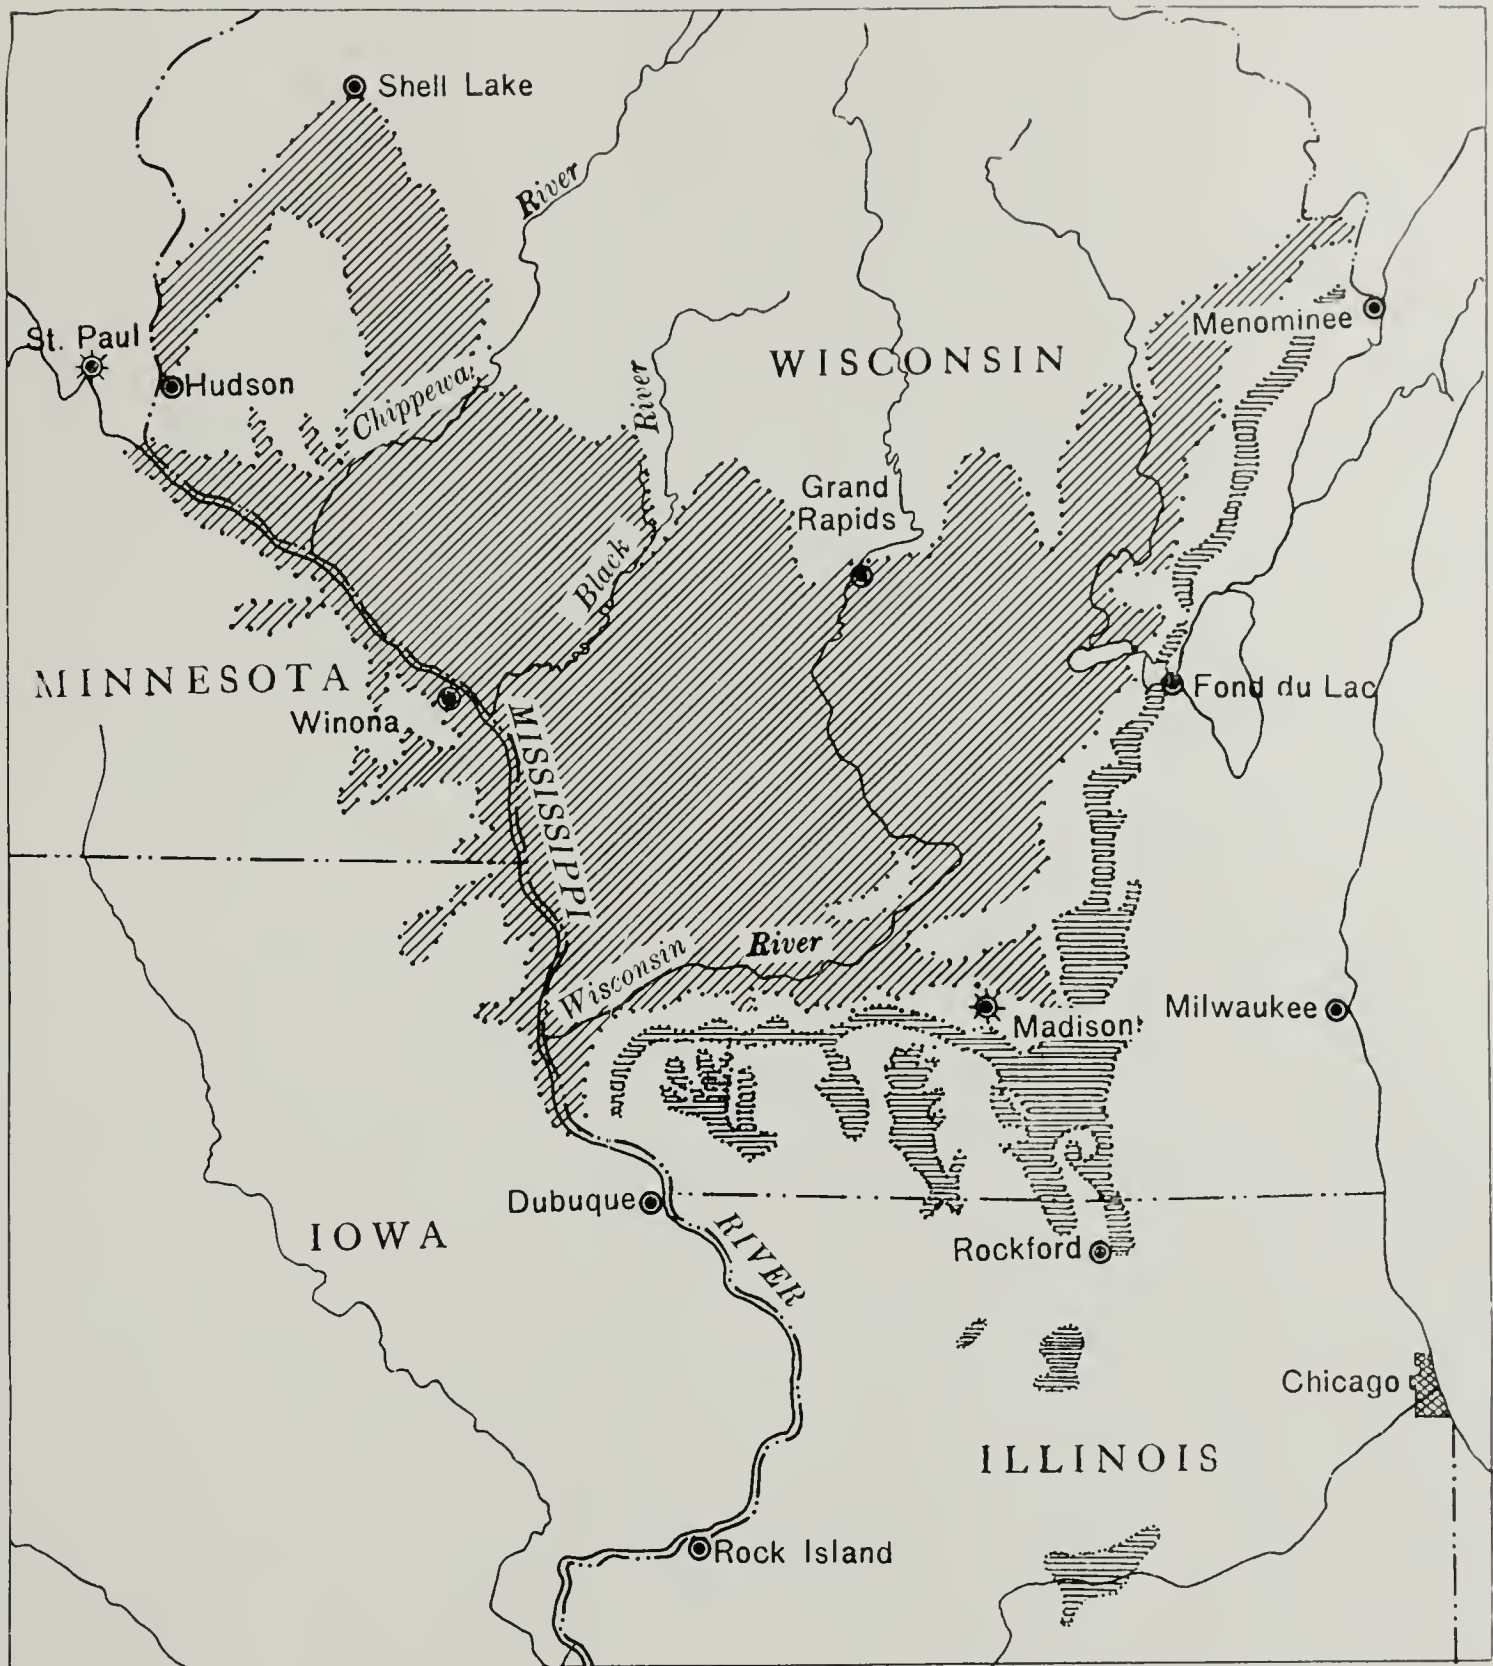 Shell Lake
River
St. Paul
Hudson
Chippewa
River
WISCONSIN
Menominee
Grand
Rapids
Black
MINNESOTA
Winona
Fond du Lac
MISSISSIPPI
Wisconsin
River
Madison
Milwaukee
Dubuque
IOWA
RIVER
Rockford
Chicago
ILLINOIS
Rock Island